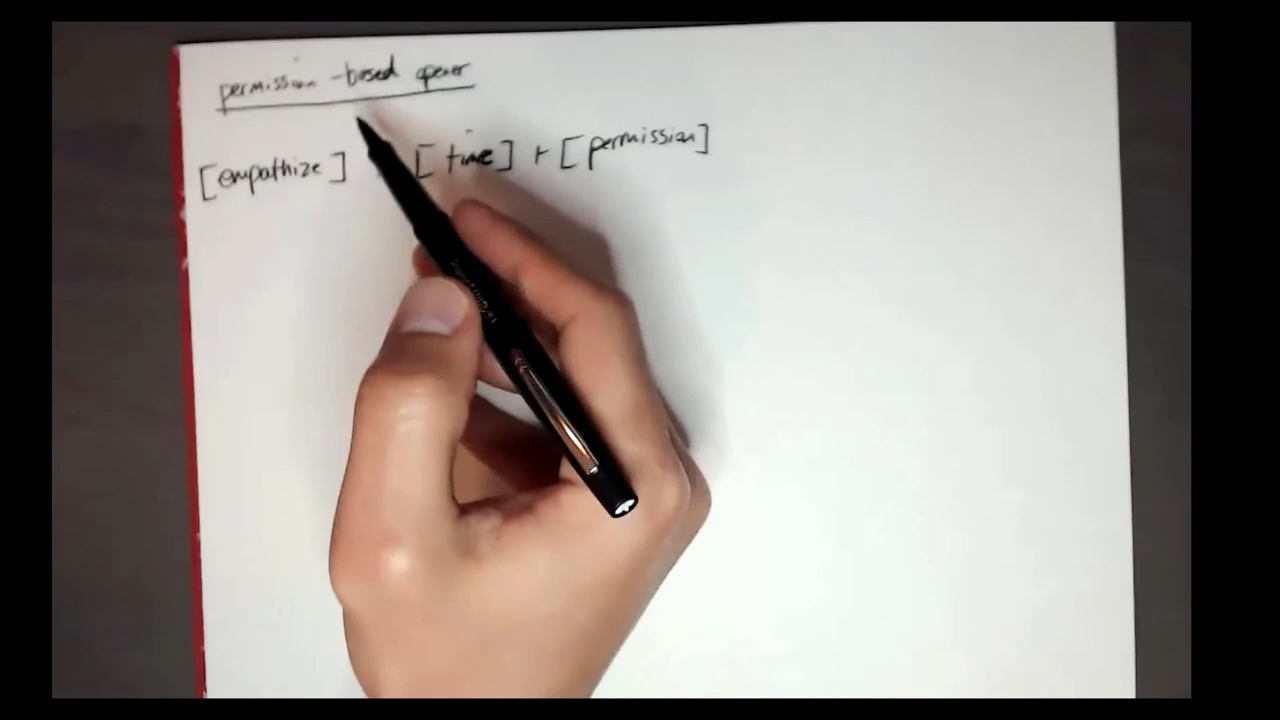 permission-based opener
[empathize] [time] + [permission]